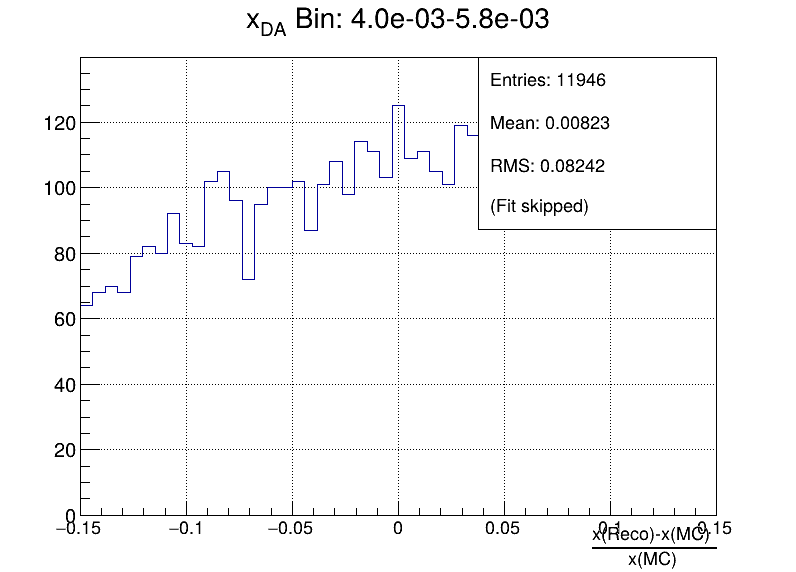 x_DA Bin: 4.0e-03-5.8e-03
Entries: 11946
Mean: 0.00823
RMS: 0.08242
(Fit skipped)
120
100
80
60
40
20
0
−0.15 −0.1 −0.05 0 0.05 0.1 0.15
x(Reco)-x(MC)
x(MC)